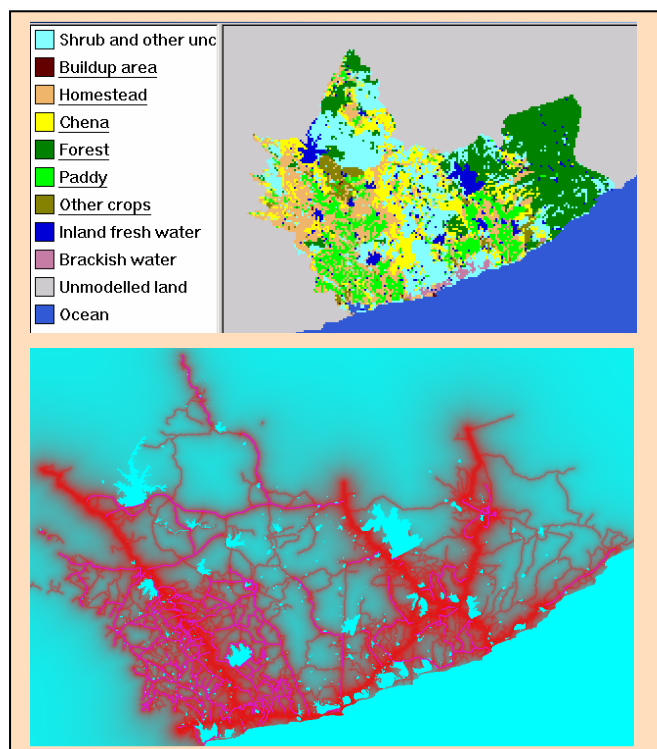 Shrub and other unc
Buildup area
Homestead
Chena
Forest
Paddy
Other crops
Inland fresh water
Brackish water
Unmodelled land
Ocean